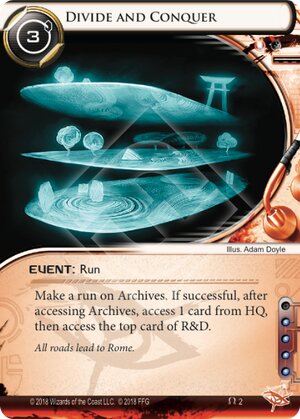 Divide and Conquer
3
Illus. Adam Doyle
EVENT: Run
Make a run on Archives. If successful, after
accessing Archives, access 1 card from HQ,
then access the top card of R&D.
All roads lead to Rome.
© 2018 Wizards of the Coast LLC. © 2018 FFG
Ω 2